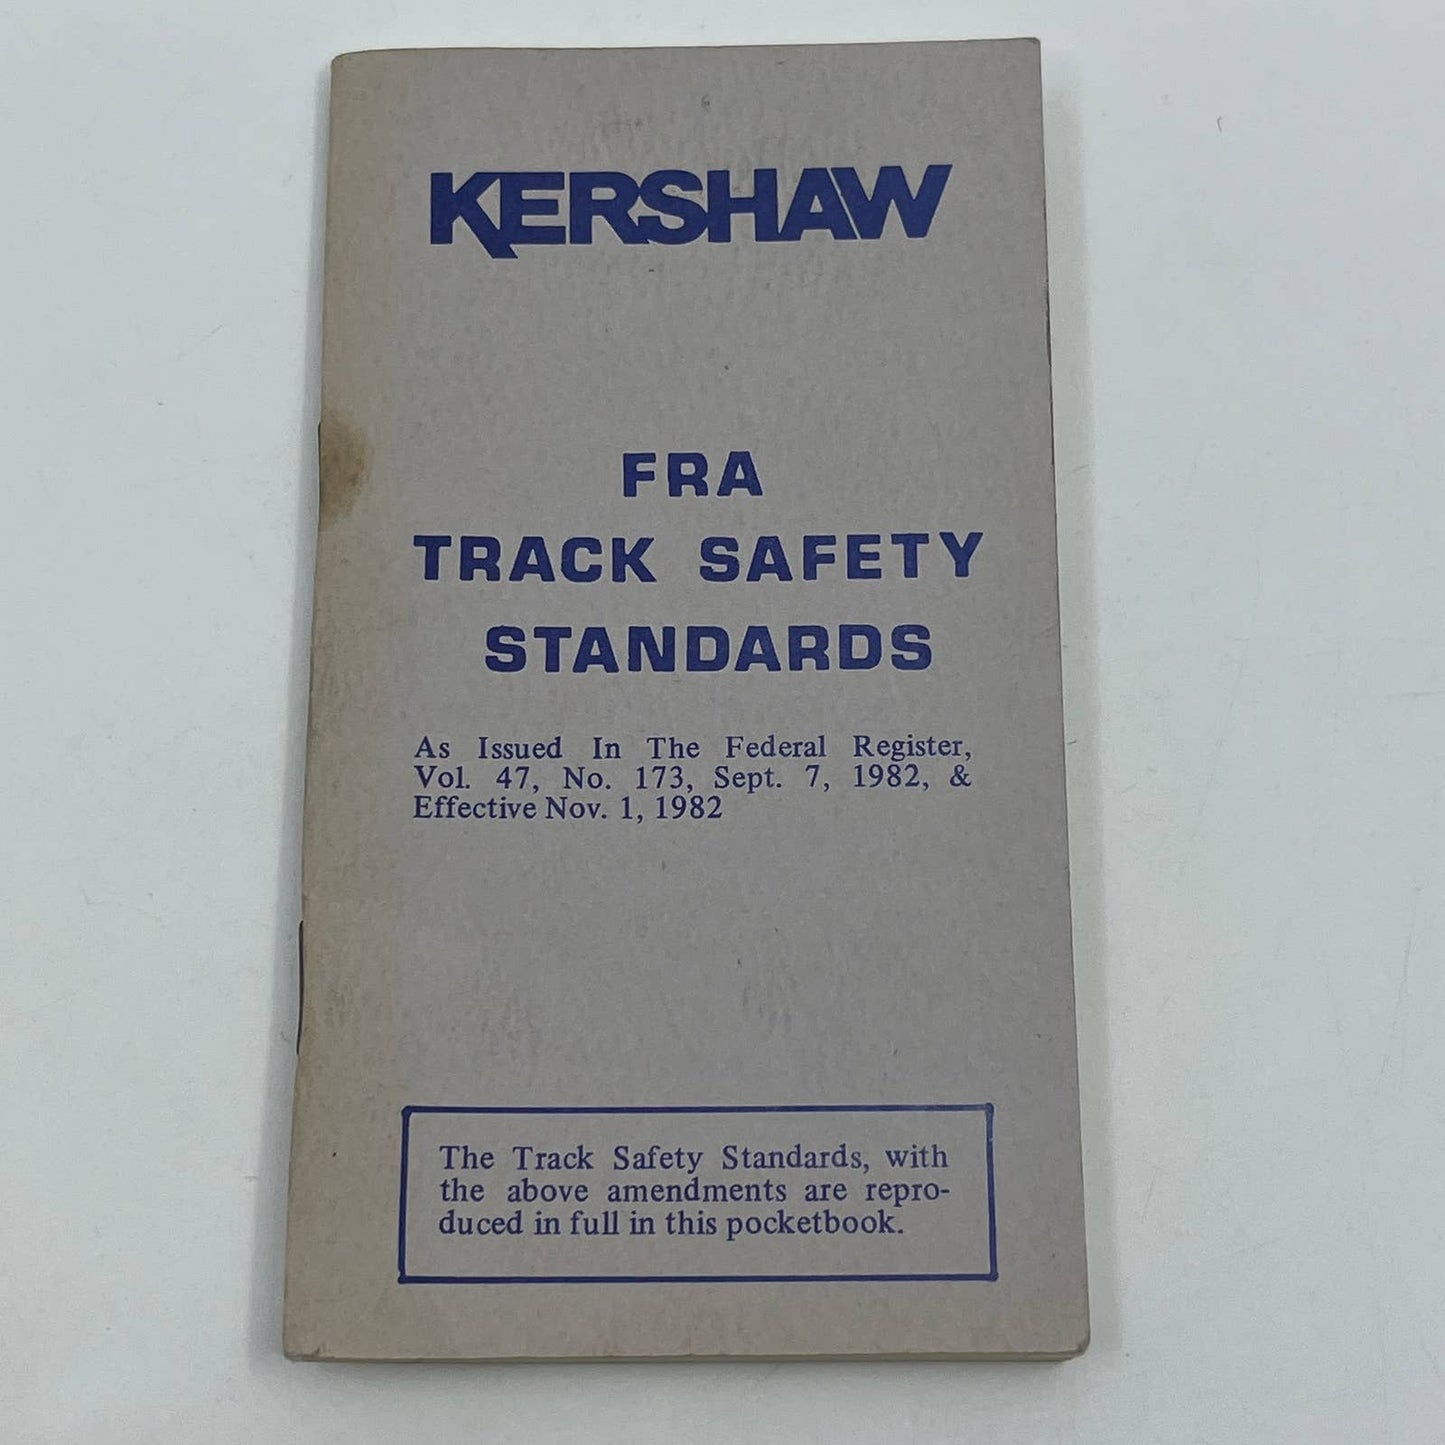 KERSHAW
FRA
TRACK SAFETY
STANDARDS
As Issued In The Federal Register,
Vol. 47, No. 173, Sept. 7, 1982, &
Effective Nov. 1, 1982
The Track Safety Standards, with
the above amendments are repro-
duced in full in this pocketbook.